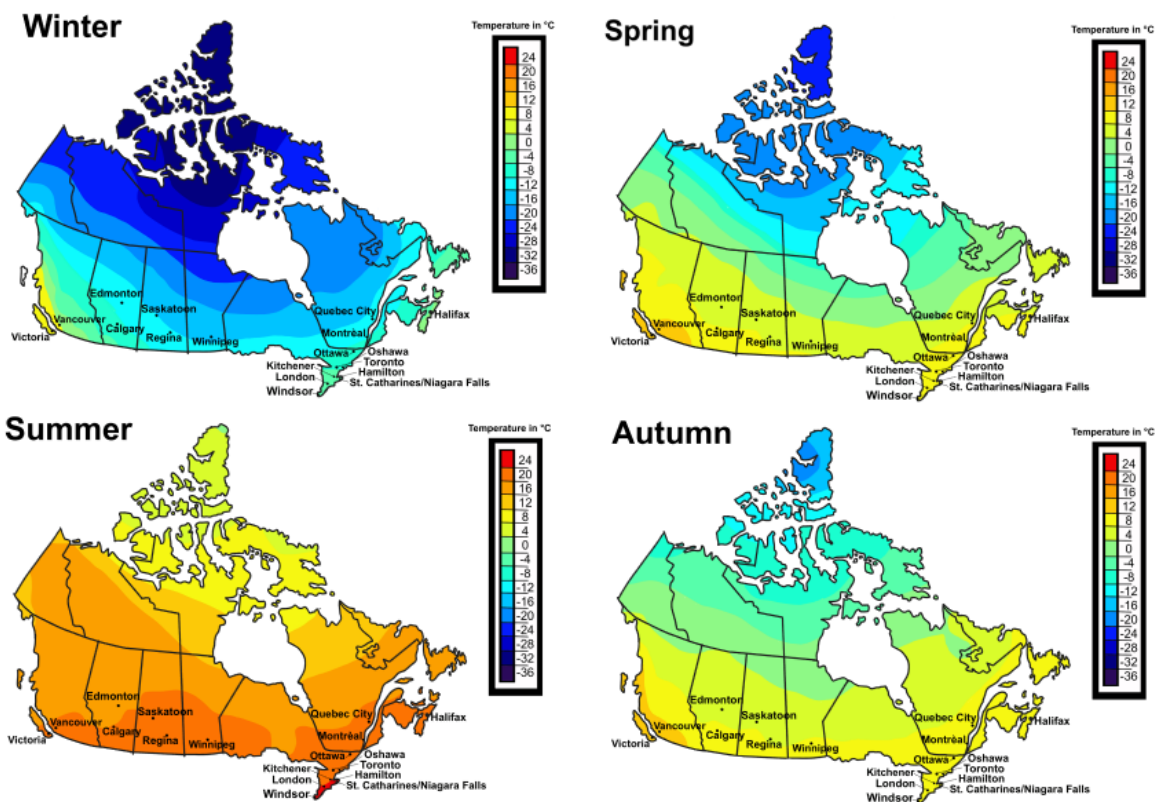 Winter
Temperature in °C
24
20
16
12
8
4
0
-4
-8
-12
-16
-20
-24
-28
-32
-36
Edmonton
Saskatoon
Vancouver
Calgary
Regina
Winnipeg
Victoria
Quebec City
Halifax
Montrèal
Ottawa
Oshawa
Toronto
Kitchener
Hamilton
London
St. Catharines/Niagara Falls
Windsor
Spring
Temperature in °C
24
20
16
12
8
4
0
-4
-8
-12
-16
-20
-24
-28
-32
-36
Edmonton
Saskatoon
Vancouver
Calgary
Regina
Winnipeg
Victoria
Quebec City
Halifax
Montrèal
Ottawa
Oshawa
Toronto
Kitchener
Hamilton
London
St. Catharines/Niagara Falls
Windsor
Summer
Temperature in °C
24
20
16
12
8
4
0
-4
-8
-12
-16
-20
-24
-28
-32
-36
Edmonton
Saskatoon
Vancouver
Calgary
Regina
Winnipeg
Victoria
Quebec City
Halifax
Montrèal
Ottawa
Oshawa
Toronto
Kitchener
Hamilton
London
St. Catharines/Niagara Falls
Windsor
Autumn
Temperature in °C
24
20
16
12
8
4
0
-4
-8
-12
-16
-20
-24
-28
-32
-36
Edmonton
Saskatoon
Vancouver
Calgary
Regina
Winnipeg
Victoria
Quebec City
Halifax
Montrèal
Ottawa
Oshawa
Toronto
Kitchener
Hamilton
London
St. Catharines/Niagara Falls
Windsor